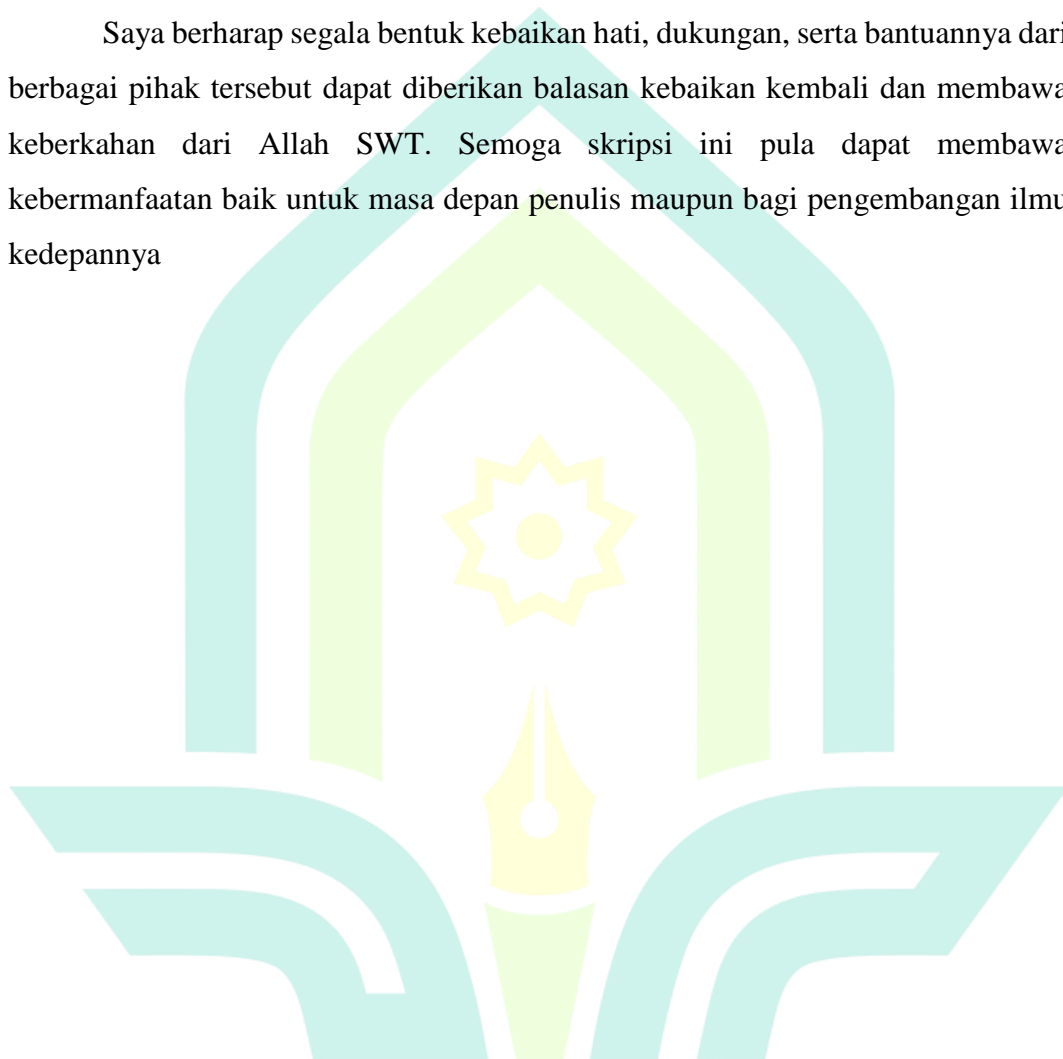 Saya berharap segala bentuk kebaikan hati, dukungan, serta bantuannya dari
berbagai pihak tersebut dapat diberikan balasan kebaikan kembali dan membawa
keberkahan dari Allah SWT. Semoga skripsi ini pula dapat membawa
kebermanfaatan baik untuk masa depan penulis maupun bagi pengembangan ilmu
kedepannya